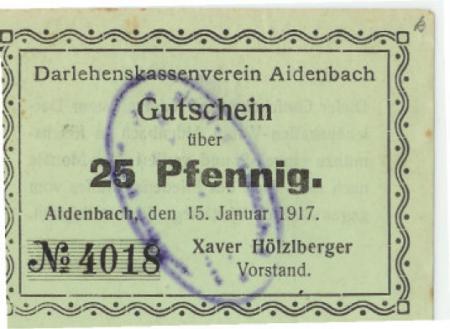 Darlehenskassenverein Aidenbach
Gutschein
über
25 Pfennig.
Aidenbach, den 15. Januar 1917.
№ 4018
Xaver Hölzlberger
Vorstand.